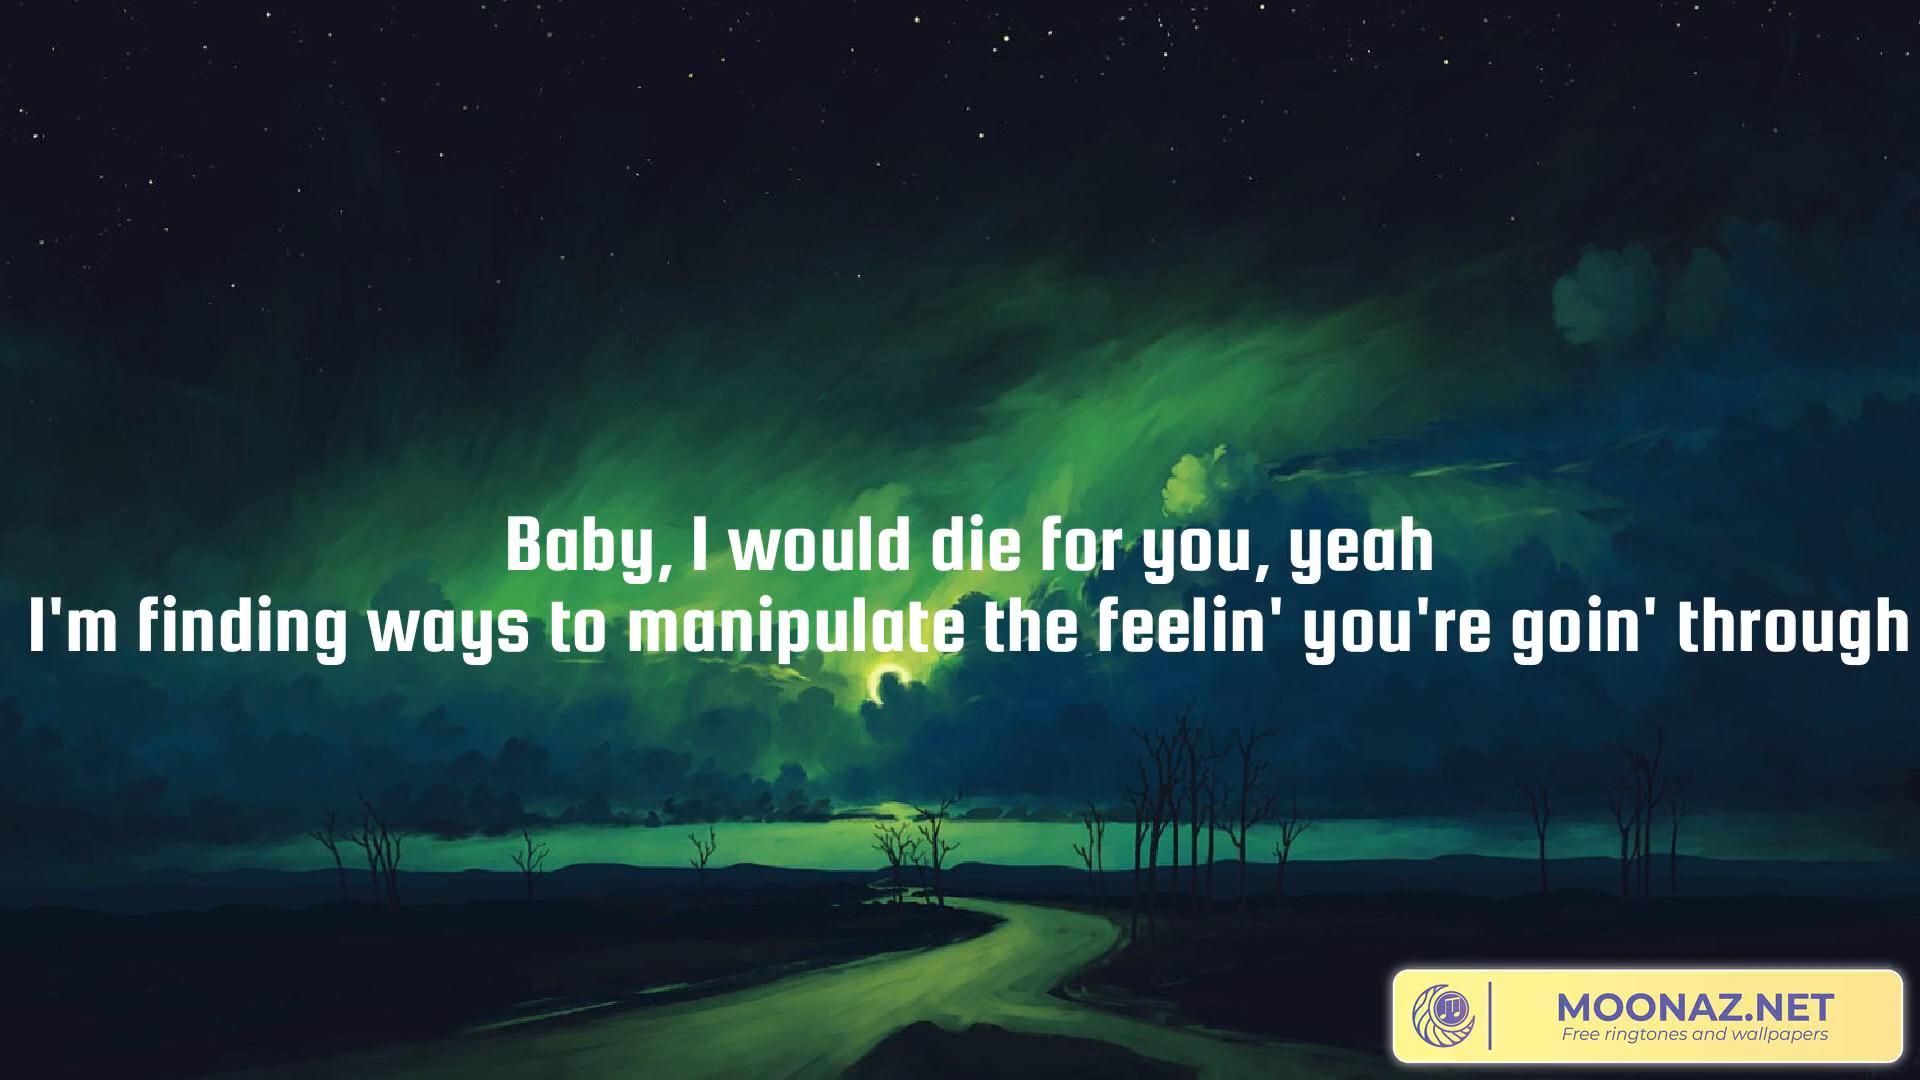 Baby, I would die for you, yeah
I'm finding ways to manipulate the feelin' you're goin' through
MOONAZ.NET
Free ringtones and wallpapers